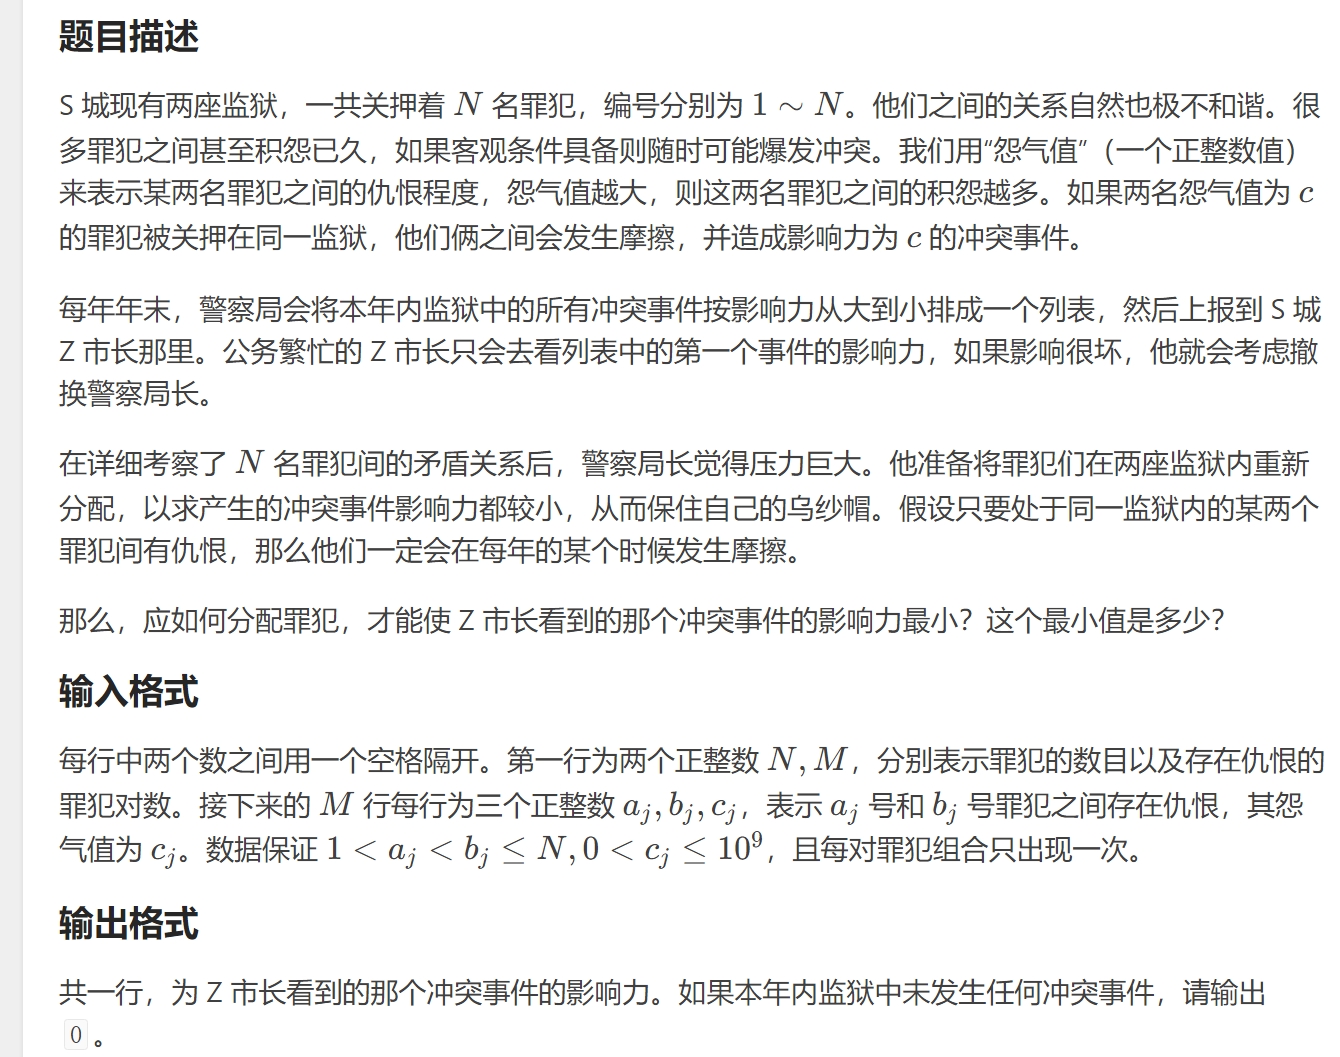 题目描述
S 城现有两座监狱，一共关押着 N 名罪犯，编号分别为 1 ∼ N。他们之间的关系自然也极不和谐。很
多罪犯之间甚至积怨已久，如果客观条件具备则随时可能爆发冲突。我们用“怨气值”（一个正整数值）
来表示某两名罪犯之间的仇恨程度，怨气值越大，则这两名罪犯之间的积怨越多。如果两名怨气值为 c
的罪犯被关押在同一监狱，他们俩之间会发生摩擦，并造成影响力为 c 的冲突事件。
每年年末，警察局会将本年内监狱中的所有冲突事件按影响力从大到小排成一个列表，然后上报到 S 城
Z 市长那里。公务繁忙的 Z 市长只会去看列表中的第一个事件的影响力，如果影响很坏，他就会考虑撤
换警察局长。
在详细考察了 N 名罪犯间的矛盾关系后，警察局长觉得压力巨大。他准备将罪犯们在两座监狱内重新
分配，以求产生的冲突事件影响力都较小，从而保住自己的乌纱帽。假设只要处于同一监狱内的某两个
罪犯间有仇恨，那么他们一定会在每年的某个时候发生摩擦。
那么，应如何分配罪犯，才能使 Z 市长看到的那个冲突事件的影响力最小？这个最小值是多少？
输入格式
每行中两个数之间用一个空格隔开。第一行为两个正整数 N, M，分别表示罪犯的数目以及存在仇恨的
罪犯对数。接下来的 M 行每行为三个正整数 a_j, b_j, c_j，表示 a_j 号和 b_j 号罪犯之间存在仇恨，其怨
气值为 c_j。数据保证 1 < a_j < b_j ≤ N, 0 < c_j ≤ 10^9，且每对罪犯组合只出现一次。
输出格式
共一行，为 Z 市长看到的那个冲突事件的影响力。如果本年内监狱中未发生任何冲突事件，请输出
0 。